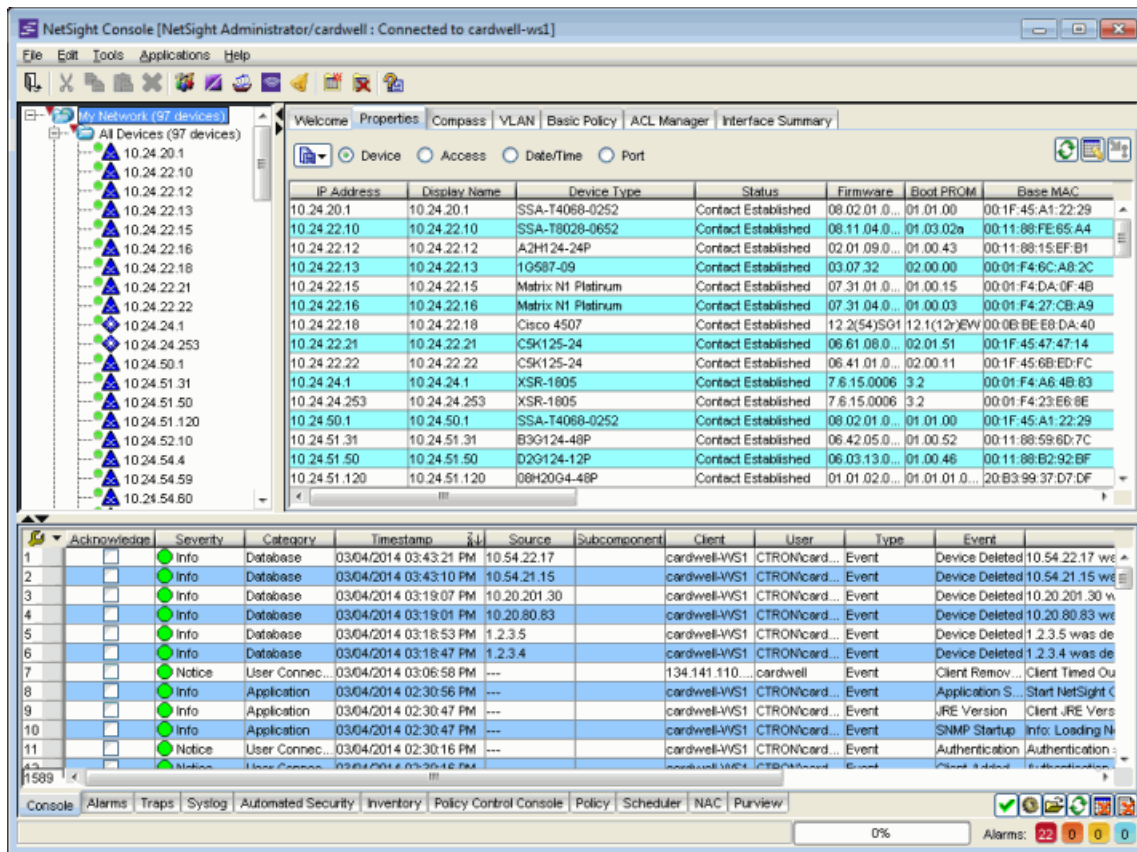 NetSight Console [NetSight Administrator/cardwell : Connected to cardwell-ws1]
File Edit Tools Applications Help
My Network (97 devices)
All Devices (97 devices)
10.24.20.1
10.24.22.10
10.24.22.12
10.24.22.13
10.24.22.15
10.24.22.16
10.24.22.18
10.24.22.21
10.24.22.22
10.24.24.1
10.24.24.253
10.24.50.1
10.24.51.31
10.24.51.50
10.24.51.120
10.24.52.10
10.24.54.4
10.24.54.59
10.24.54.60
Welcome Properties Compass VLAN Basic Policy ACL Manager Interface Summary
Device Access Date/Time Port
IP Address Display Name Device Type Status Firmware Boot PROM Base MAC
10.24.20.1 10.24.20.1 SSA-T4068-0252 Contact Established 08.02.01.0... 01.01.00 00:1F:45:A1:22:29
10.24.22.10 10.24.22.10 SSA-T8028-0652 Contact Established 08.11.04.0... 01.03.02a 00:11:88:FE:65:A4
10.24.22.12 10.24.22.12 A2H124-24P Contact Established 02.01.09.0... 01.00.43 00:11:88:15:EF:B1
10.24.22.13 10.24.22.13 1G587-09 Contact Established 03.07.32 02.00.00 00:01:F4:6C:A8:2C
10.24.22.15 10.24.22.15 Matrix N1 Platinum Contact Established 07.31.01.0... 01.00.15 00:01:F4:DA:0F:4B
10.24.22.16 10.24.22.16 Matrix N1 Platinum Contact Established 07.31.04.0... 01.00.03 00:01:F4:27:CB:A9
10.24.22.18 10.24.22.18 Cisco 4507 Contact Established 12.2(54)SG1 12.1(12r)EW 00:0B:BE:E8:DA:40
10.24.22.21 10.24.22.21 C5K125-24 Contact Established 06.61.08.0... 02.01.51 00:1F:45:47:47:14
10.24.22.22 10.24.22.22 C5K125-24 Contact Established 06.41.01.0... 02.00.11 00:1F:45:6B:ED:FC
10.24.24.1 10.24.24.1 XSR-1805 Contact Established 7.6.15.0006 3.2 00:01:F4:A6:4B:83
10.24.24.253 10.24.24.253 XSR-1805 Contact Established 7.6.15.0006 3.2 00:01:F4:23:E6:8E
10.24.50.1 10.24.50.1 SSA-T4068-0252 Contact Established 08.02.01.0... 01.01.00 00:1F:45:A1:22:29
10.24.51.31 10.24.51.31 B3G124-48P Contact Established 06.42.05.0... 01.00.52 00:11:88:59:6D:7C
10.24.51.50 10.24.51.50 D2G124-12P Contact Established 06.03.13.0... 01.00.46 00:11:88:B2:92:BF
10.24.51.120 10.24.51.120 08H20G4-48P Contact Established 01.01.02.0... 01.01.01.0... 20:B3:99:37:D7:DF
Acknowledge Severity Category Timestamp Source Subcomponent Client User Type Event
1 Info Database 03/04/2014 03:43:21 PM 10.54.22.17 cardwell-WS1 CTRON\card... Event Device Deleted 10.54.22.17 we
2 Info Database 03/04/2014 03:43:10 PM 10.54.21.15 cardwell-WS1 CTRON\card... Event Device Deleted 10.54.21.15 we
3 Info Database 03/04/2014 03:19:07 PM 10.20.201.30 cardwell-WS1 CTRON\card... Event Device Deleted 10.20.201.30 w
4 Info Database 03/04/2014 03:19:01 PM 10.20.80.83 cardwell-WS1 CTRON\card... Event Device Deleted 10.20.80.83 we
5 Info Database 03/04/2014 03:18:53 PM 1.2.3.5 cardwell-WS1 CTRON\card... Event Device Deleted 1.2.3.5 was de
6 Info Database 03/04/2014 03:18:47 PM 1.2.3.4 cardwell-WS1 CTRON\card... Event Device Deleted 1.2.3.4 was de
7 Notice User Connec... 03/04/2014 03:06:58 PM --- 134.141.110.... cardwell Event Client Remov... Client Timed Ou
8 Info Application 03/04/2014 02:30:56 PM --- cardwell-WS1 CTRON\card... Event Application S... Start NetSight C
9 Info Application 03/04/2014 02:30:47 PM --- cardwell-WS1 CTRON\card... Event JRE Version Client JRE Vers
10 Info Application 03/04/2014 02:30:47 PM --- cardwell-WS1 CTRON\card... Event SNMP Startup Info: Loading N
11 Notice User Connec... 03/04/2014 02:30:16 PM --- cardwell-WS1 CTRON\card... Event Authentication Authentication
1589
Console Alarms Traps Syslog Automated Security Inventory Policy Control Console Policy Scheduler NAC Purview
0% Alarms: 22 0 0 0